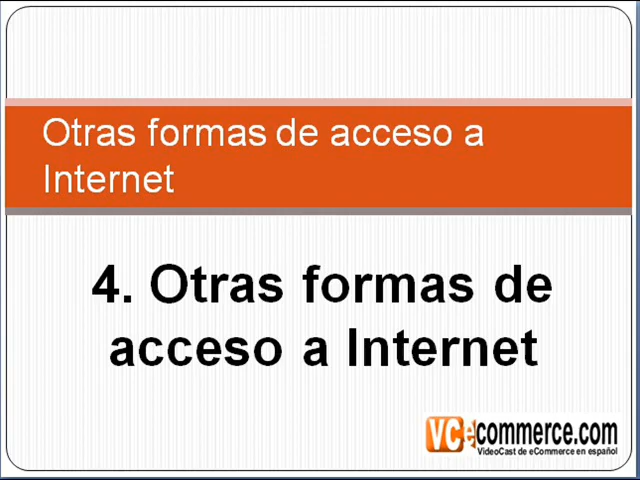 Otras formas de acceso a
Internet
4. Otras formas de
acceso a Internet
VCecommerce.com
VideoCast de eCommerce en español